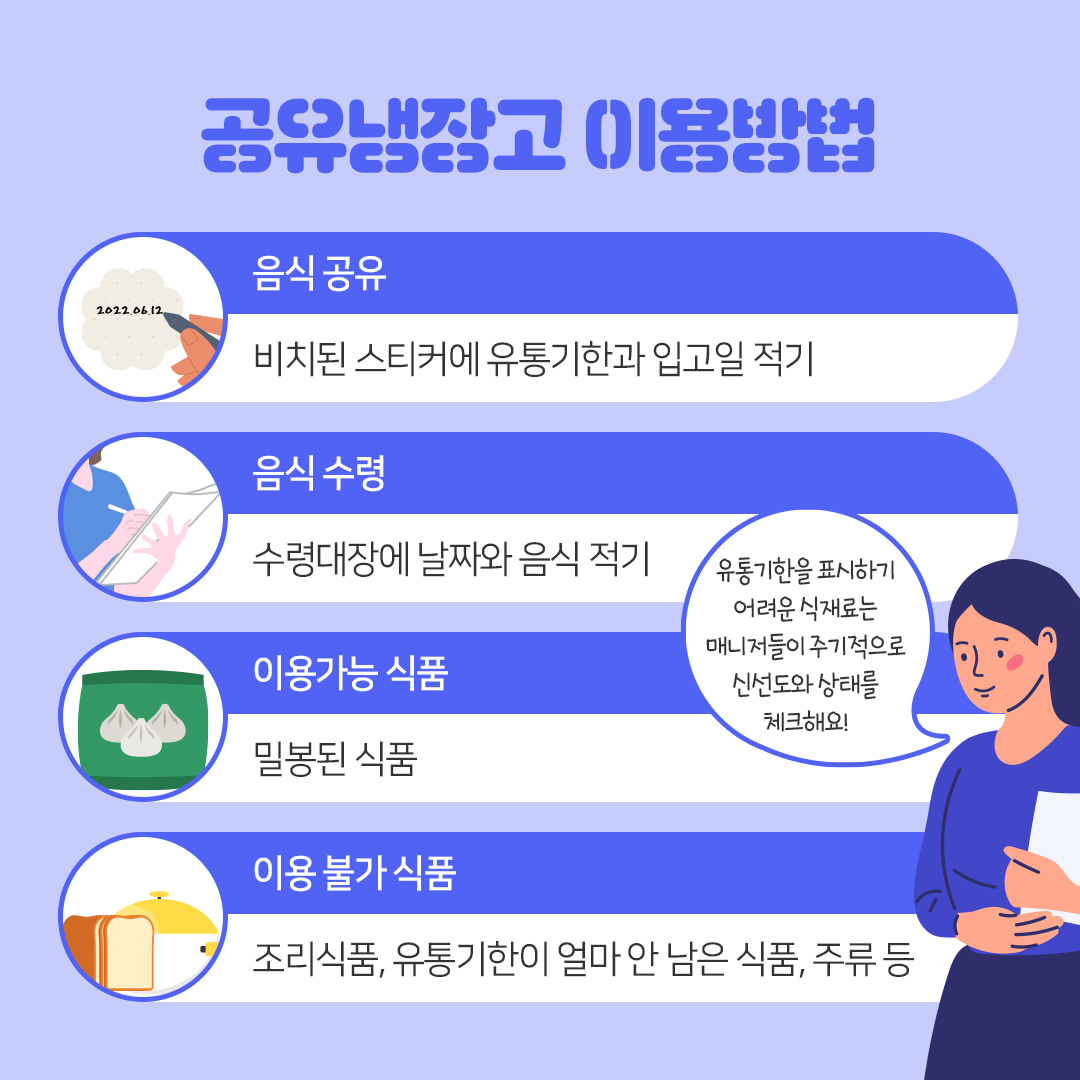 공유냉장고 이용방법
2022.06.12
음식 공유
비치된 스티커에 유통기한과 입고일 적기
음식 수령
수령대장에 날짜와 음식 적기
유통기한을 표시하기
어려운 식재료는
매니저들이 주기적으로
신선도와 상태를
체크해요!
이용가능 식품
밀봉된 식품
이용 불가 식품
조리식품, 유통기한이 얼마 안 남은 식품, 주류 등